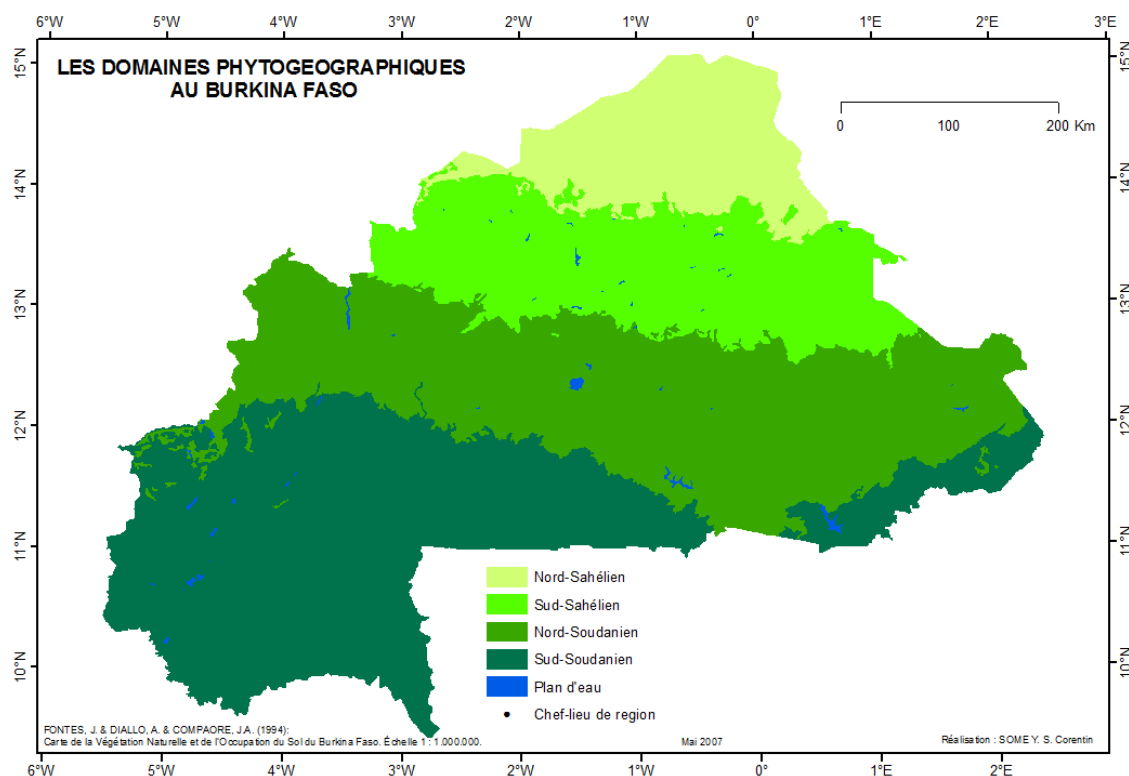 6°W 5°W 4°W 3°W 2°W 1°W 0° 1°E 2°E 3°E
LES DOMAINES PHYTOGEOGRAPHIQUES
AU BURKINA FASO
0 100 200 Km
15°N 15°N
14°N 14°N
13°N 13°N
12°N 12°N
11°N 11°N
10°N 10°N
Nord-Sahélien
Sud-Sahélien
Nord-Soudanien
Sud-Soudanien
Plan d'eau
Chef-lieu de region
FONTES, J. & DIALLO, A. & COMPAORE, J.A. (1994):
Carte de la Végétation Naturelle et de l'Occupation du Sol du Burkina Faso. Échelle 1 : 1.000.000.
Mai 2007
Réalisation : SOME Y. S. Corentin
6°W 5°W 4°W 3°W 2°W 1°W 0° 1°E 2°E